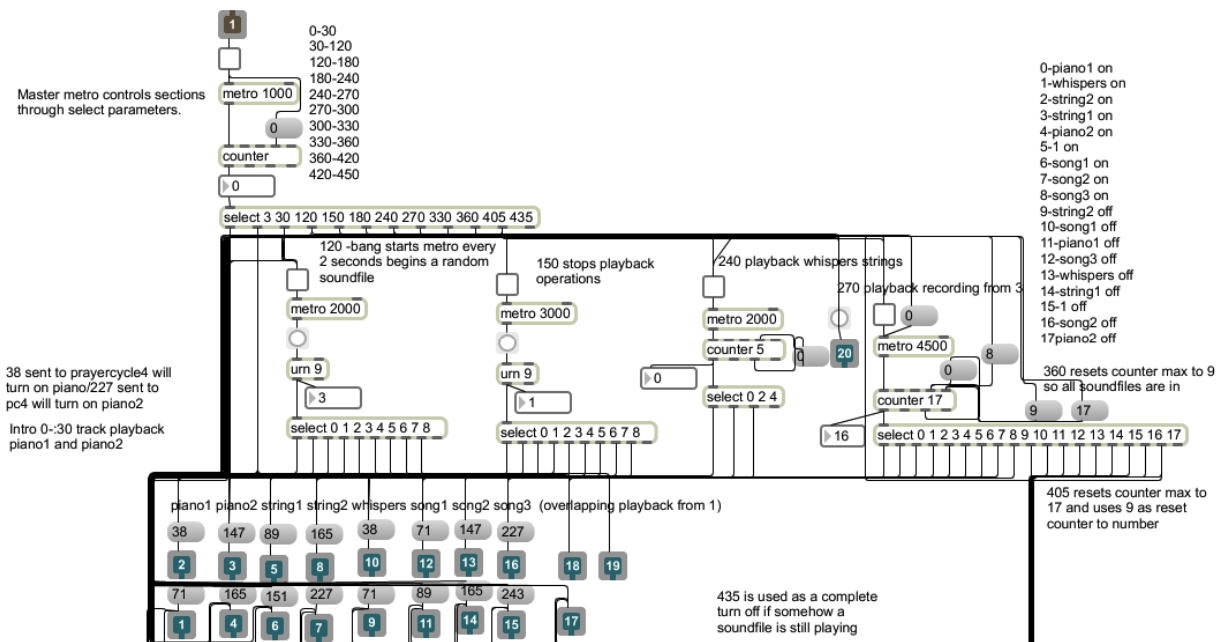 1
0-30
30-120
120-180
180-240
240-270
270-300
300-330
330-360
360-420
420-450
Master metro controls sections
through select parameters.
metro 1000
0
counter
0
select 3 30 120 150 180 240 270 330 360 405 435
0-piano1 on
1-whispers on
2-string2 on
3-string1 on
4-piano2 on
5-1 on
6-song1 on
7-song2 on
8-song3 on
9-string2 off
10-song1 off
11-piano1 off
12-song3 off
13-whispers off
14-string1 off
15-1 off
16-song2 off
17piano2 off
120 -bang starts metro every
2 seconds begins a random
soundfile
metro 2000
urn 9
3
select 0 1 2 3 4 5 6 7 8
150 stops playback
operations
metro 3000
urn 9
1
select 0 1 2 3 4 5 6 7 8
240 playback whispers strings
metro 2000
counter 5
0
0
select 0 2 4
20
270 playback recording from 3
0
metro 4500
8
0
counter 17
9
17
16
select 0 1 2 3 4 5 6 7 8 9 10 11 12 13 14 15 16 17
360 resets counter max to 9
so all soundfiles are in
38 sent to prayercycle4 will
turn on piano/227 sent to
pc4 will turn on piano2
Intro 0-:30 track playback
piano1 and piano2
405 resets counter max to
17 and uses 9 as reset
counter to number
piano1 piano2 string1 string2 whispers song1 song2 song3 (overlapping playback from 1)
38 147 89 165 38 71 147 227
2 3 5 8 10 12 13 16 18 19
71 165 151 227 71 89 165 243
1 4 6 7 9 11 14 15 17
435 is used as a complete
turn off if somehow a
soundfile is still playing